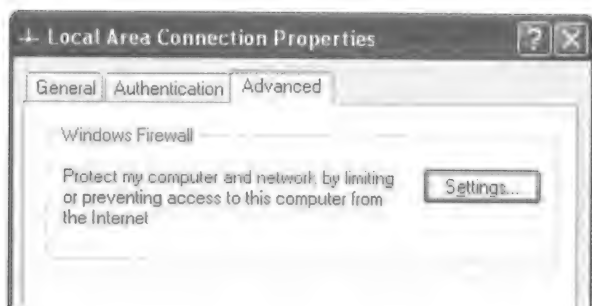 Local Area Connection Properties
General Authentication Advanced
Windows Firewall
Protect my computer and network by limiting
or preventing access to this computer from
the Internet
Settings...